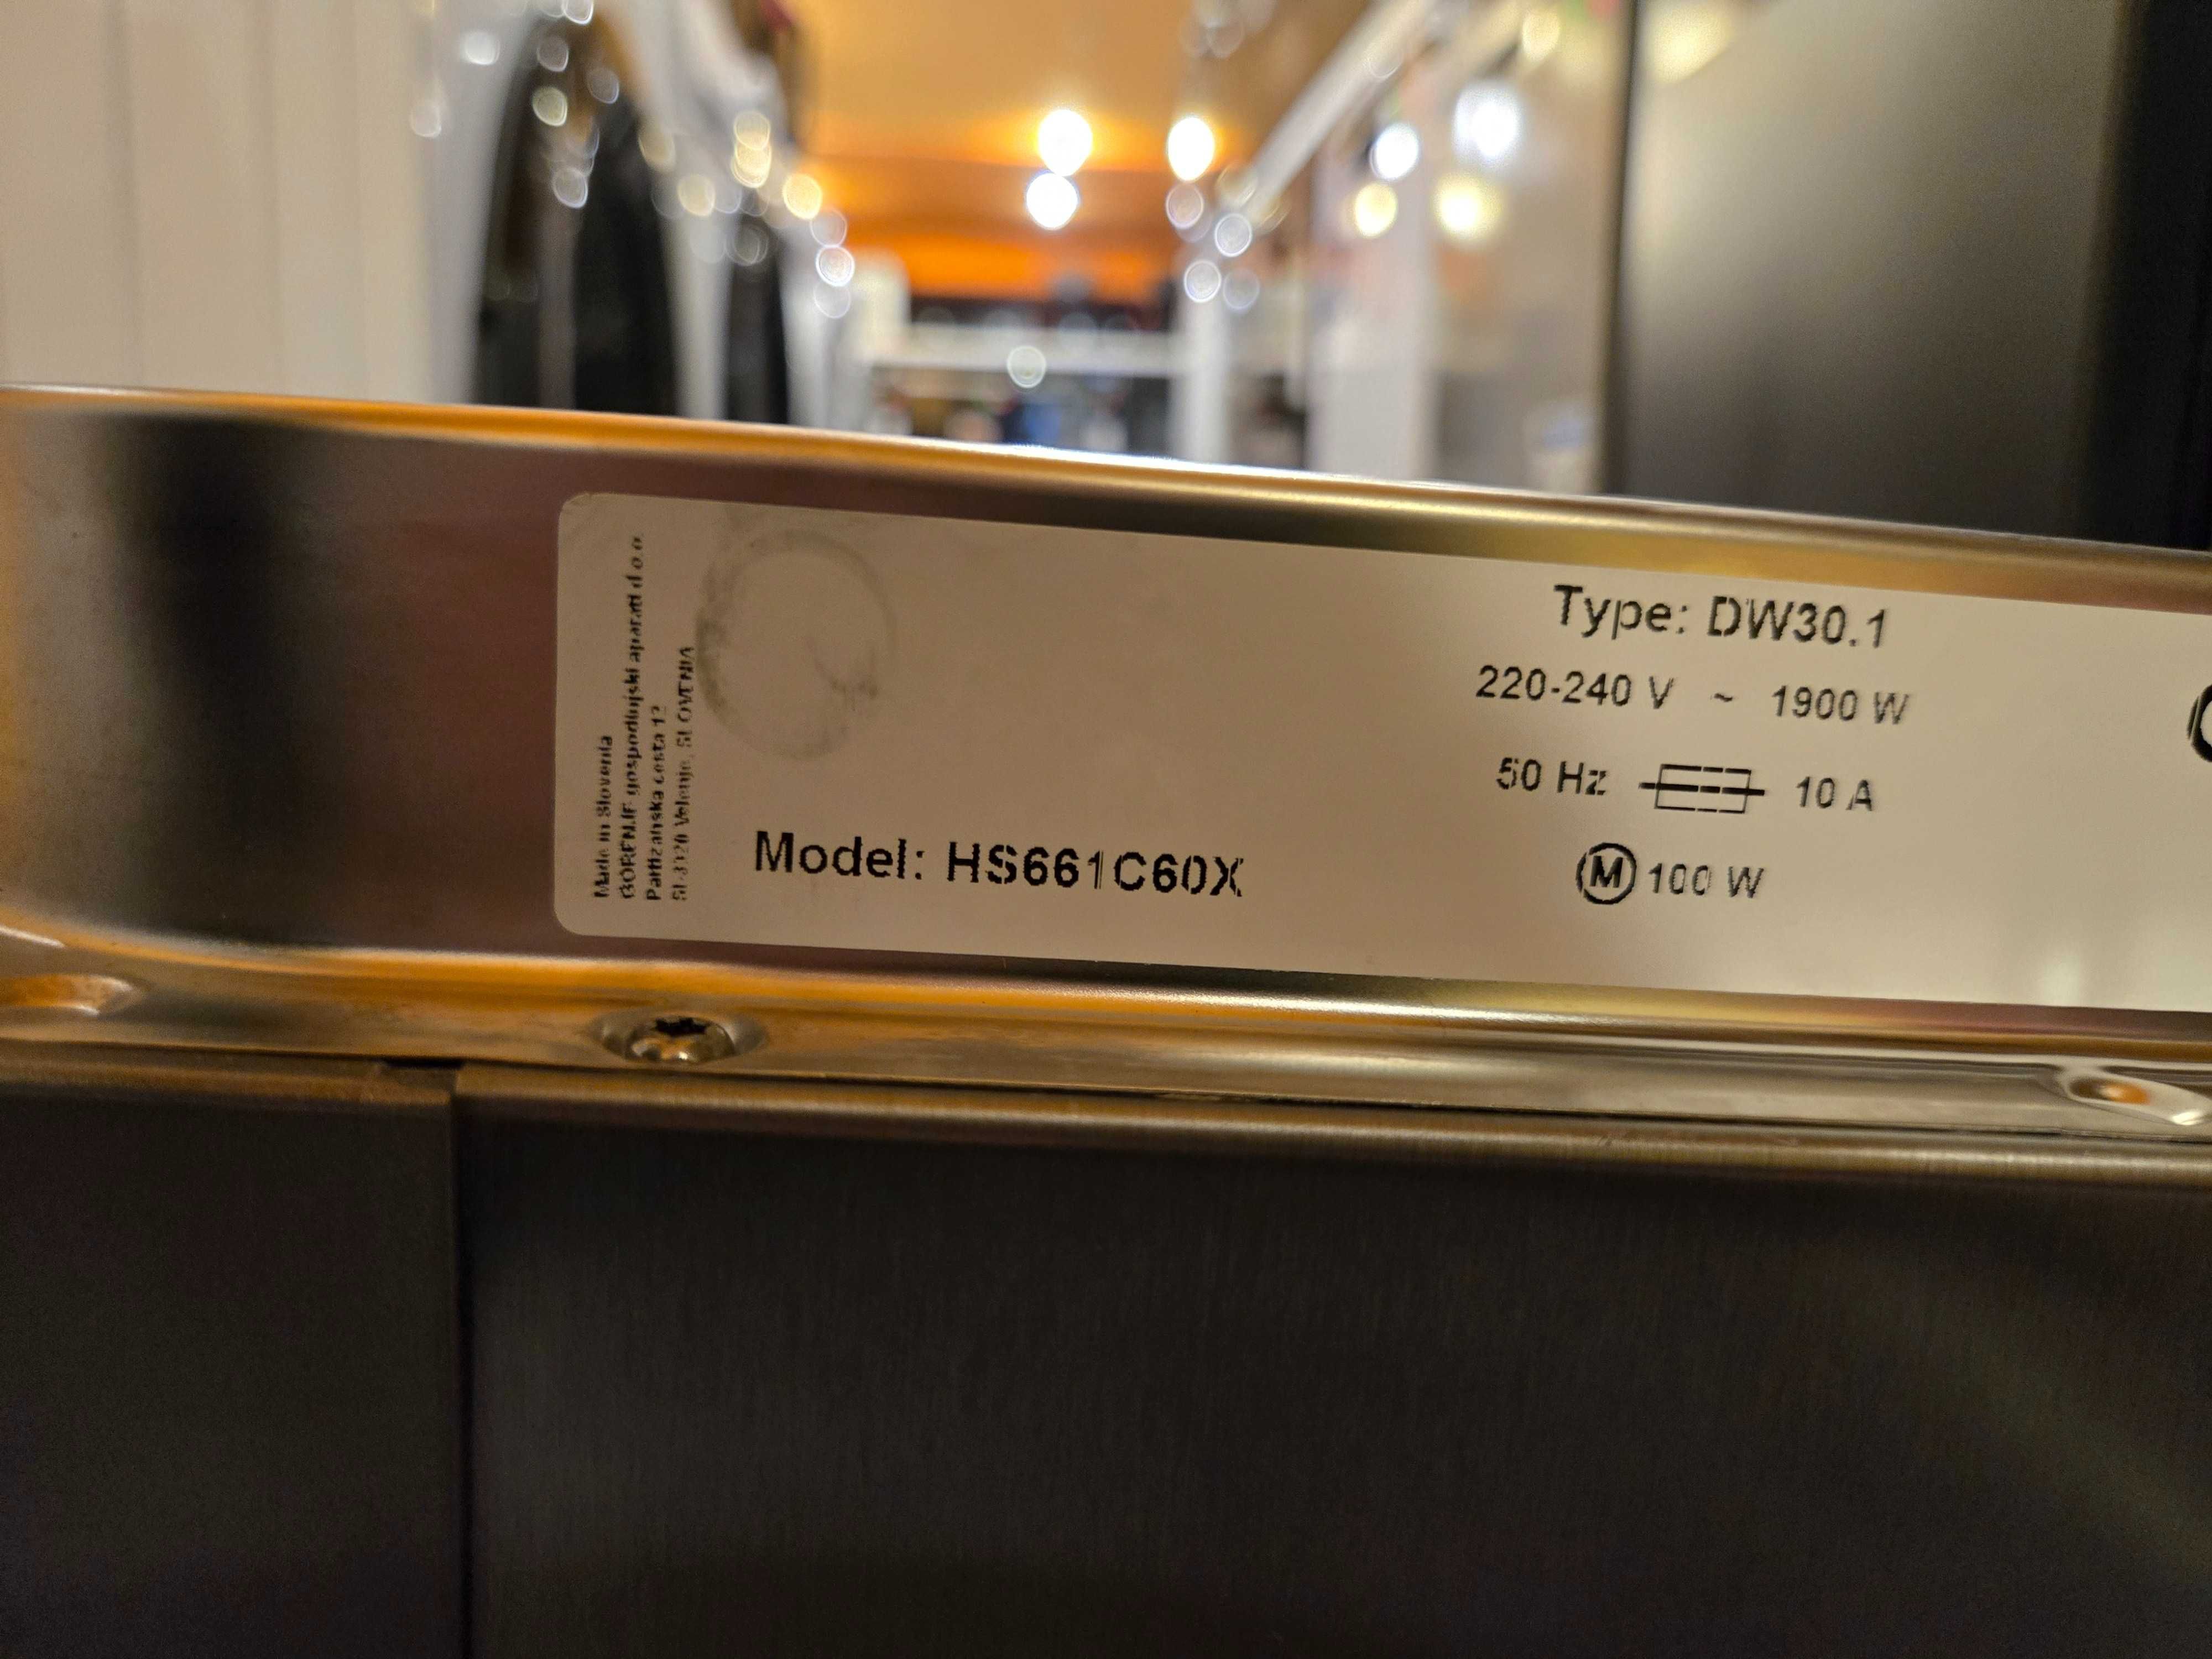 Made in Slovenia
GORENJE gospodinjski aparati d.o.o.
Partizanska cesta 12
SI-3320 Velenje, SLOVENIA
Model: HS661C60X
Type: DW30.1
220-240 V ~ 1900 W
50 Hz 10 A
M 100 W